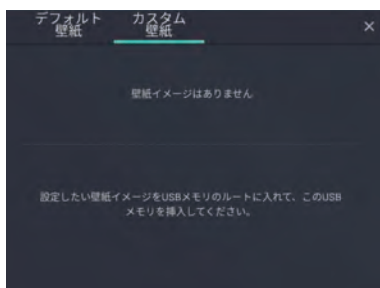 デフォルト
壁紙
カスタム
壁紙
×
壁紙イメージはありません
設定したい壁紙イメージをUSBメモリのルートに入れて、このUSB
メモリを挿入してください。